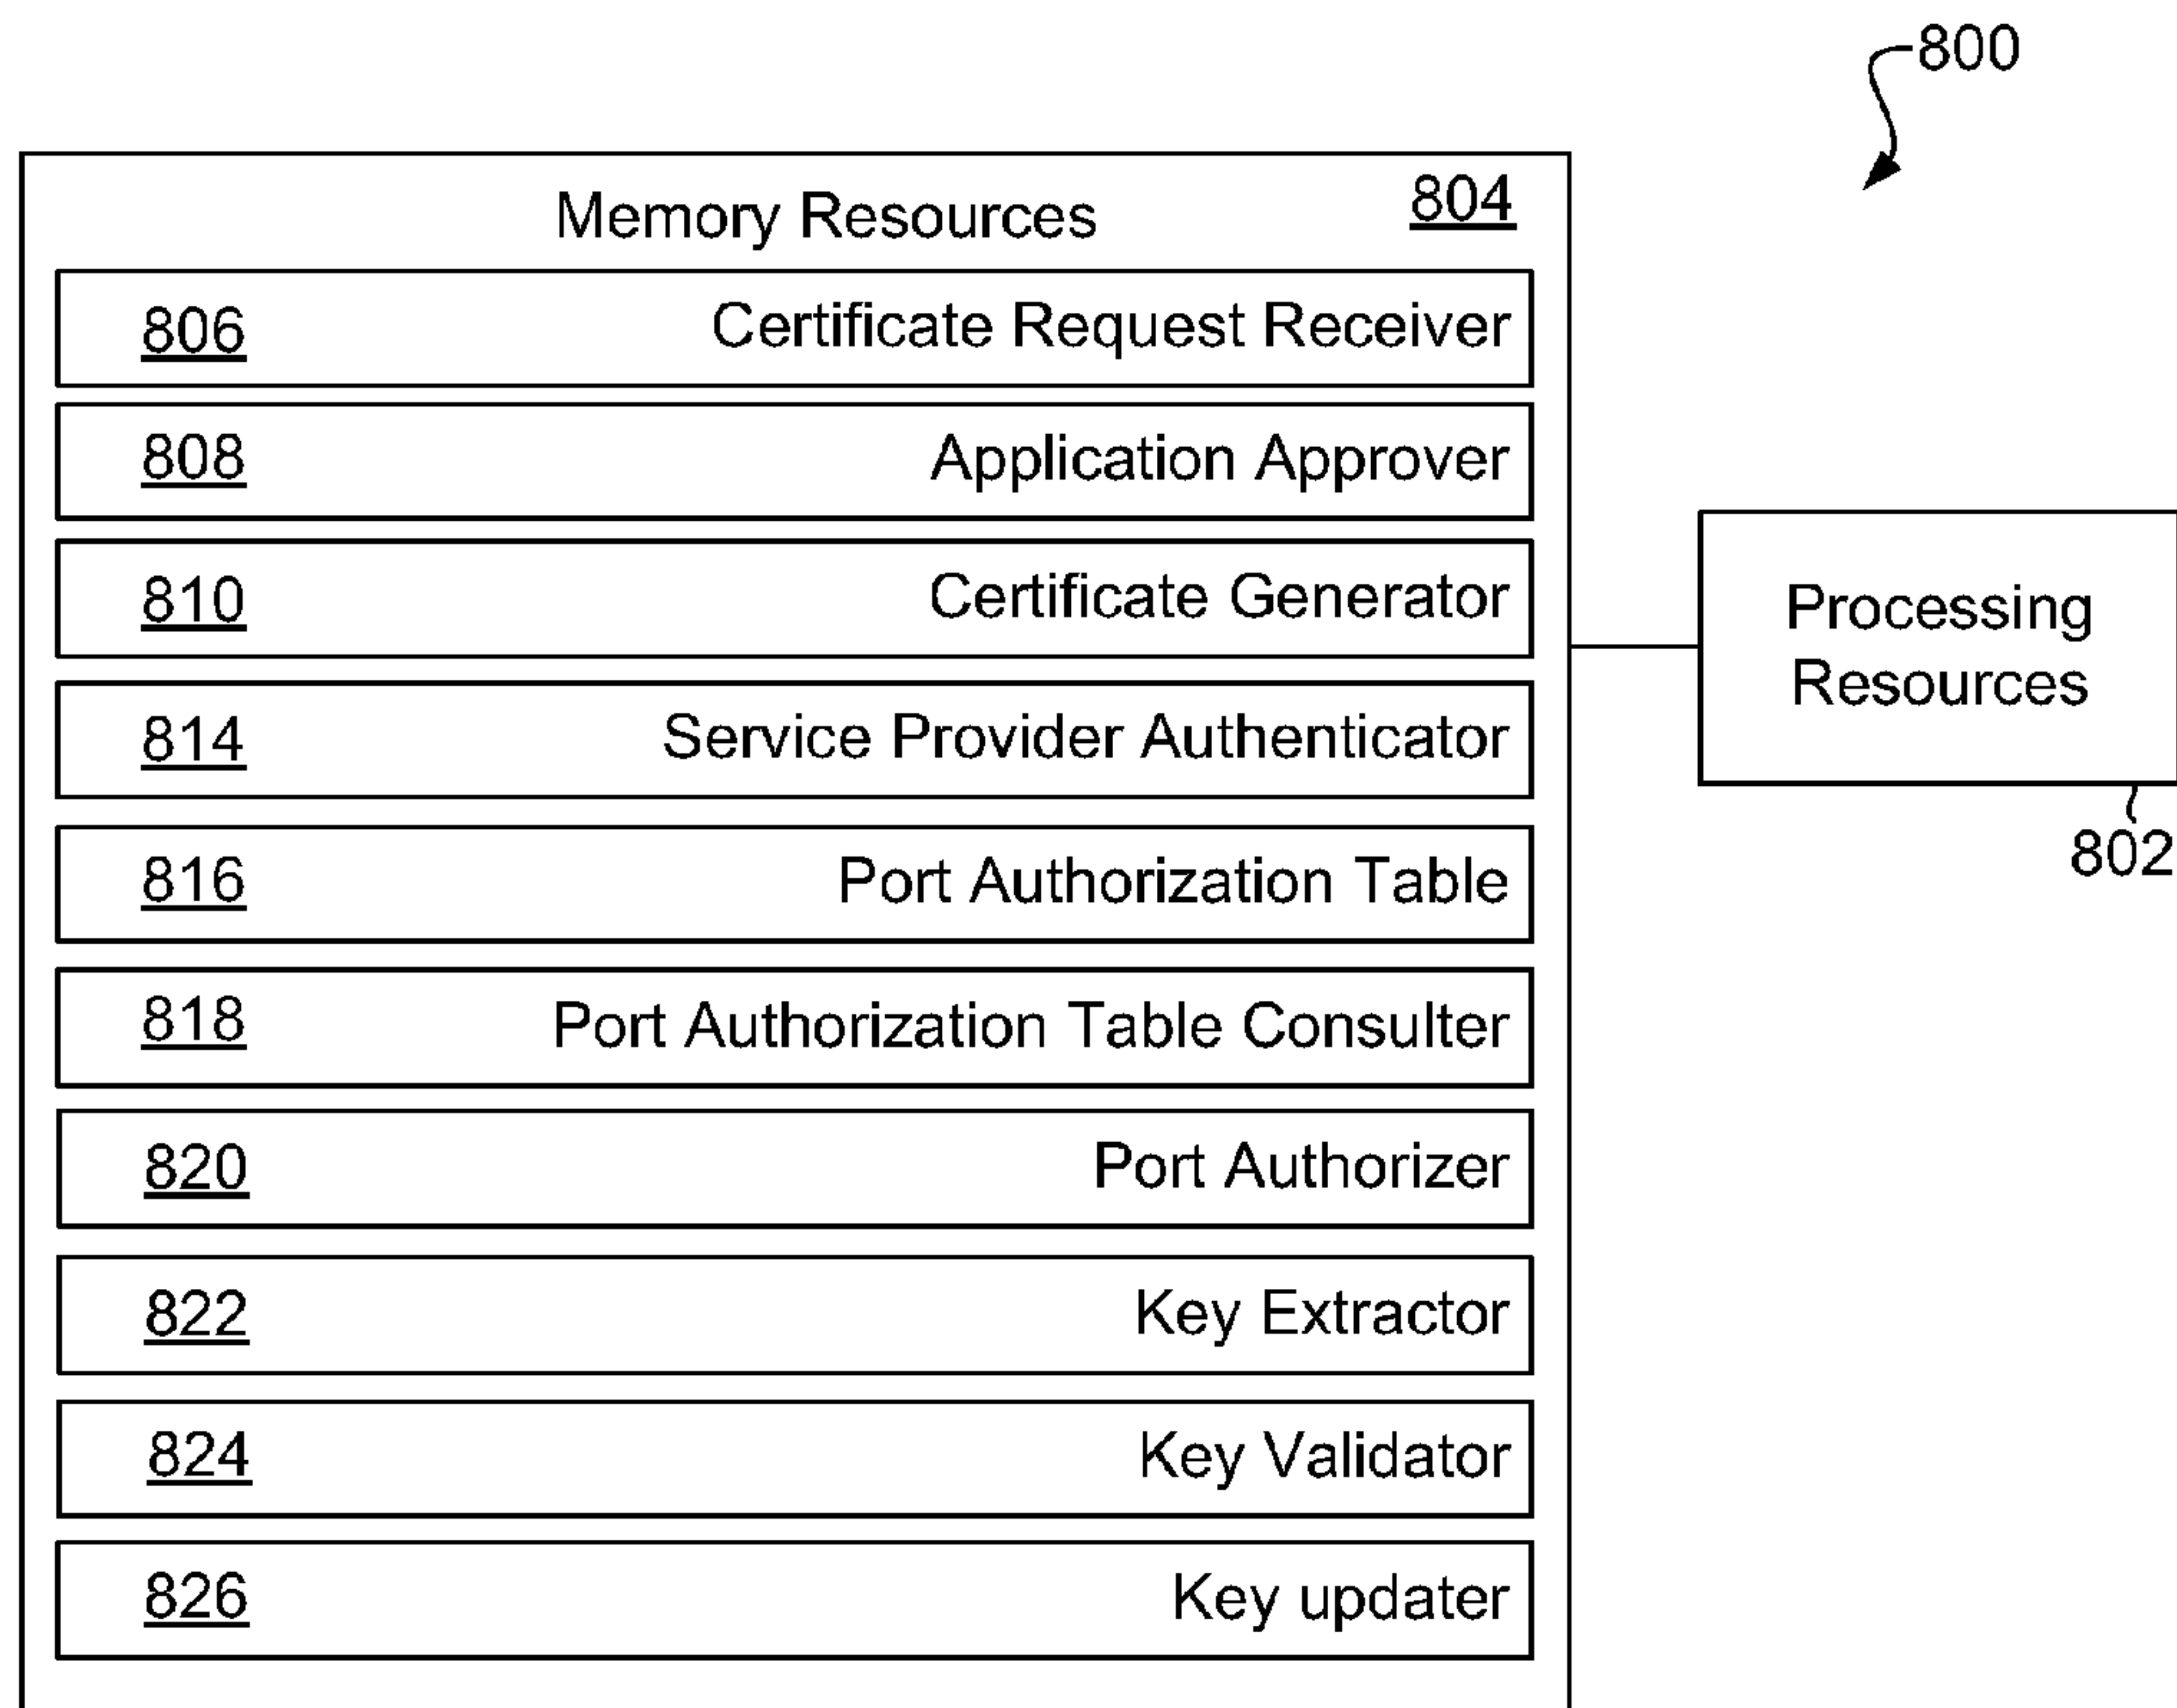 800
Memory Resources 804
806 Certificate Request Receiver
808 Application Approver
810 Certificate Generator
814 Service Provider Authenticator
816 Port Authorization Table
818 Port Authorization Table Consulter
820 Port Authorizer
822 Key Extractor
824 Key Validator
826 Key updater
Processing
Resources
802